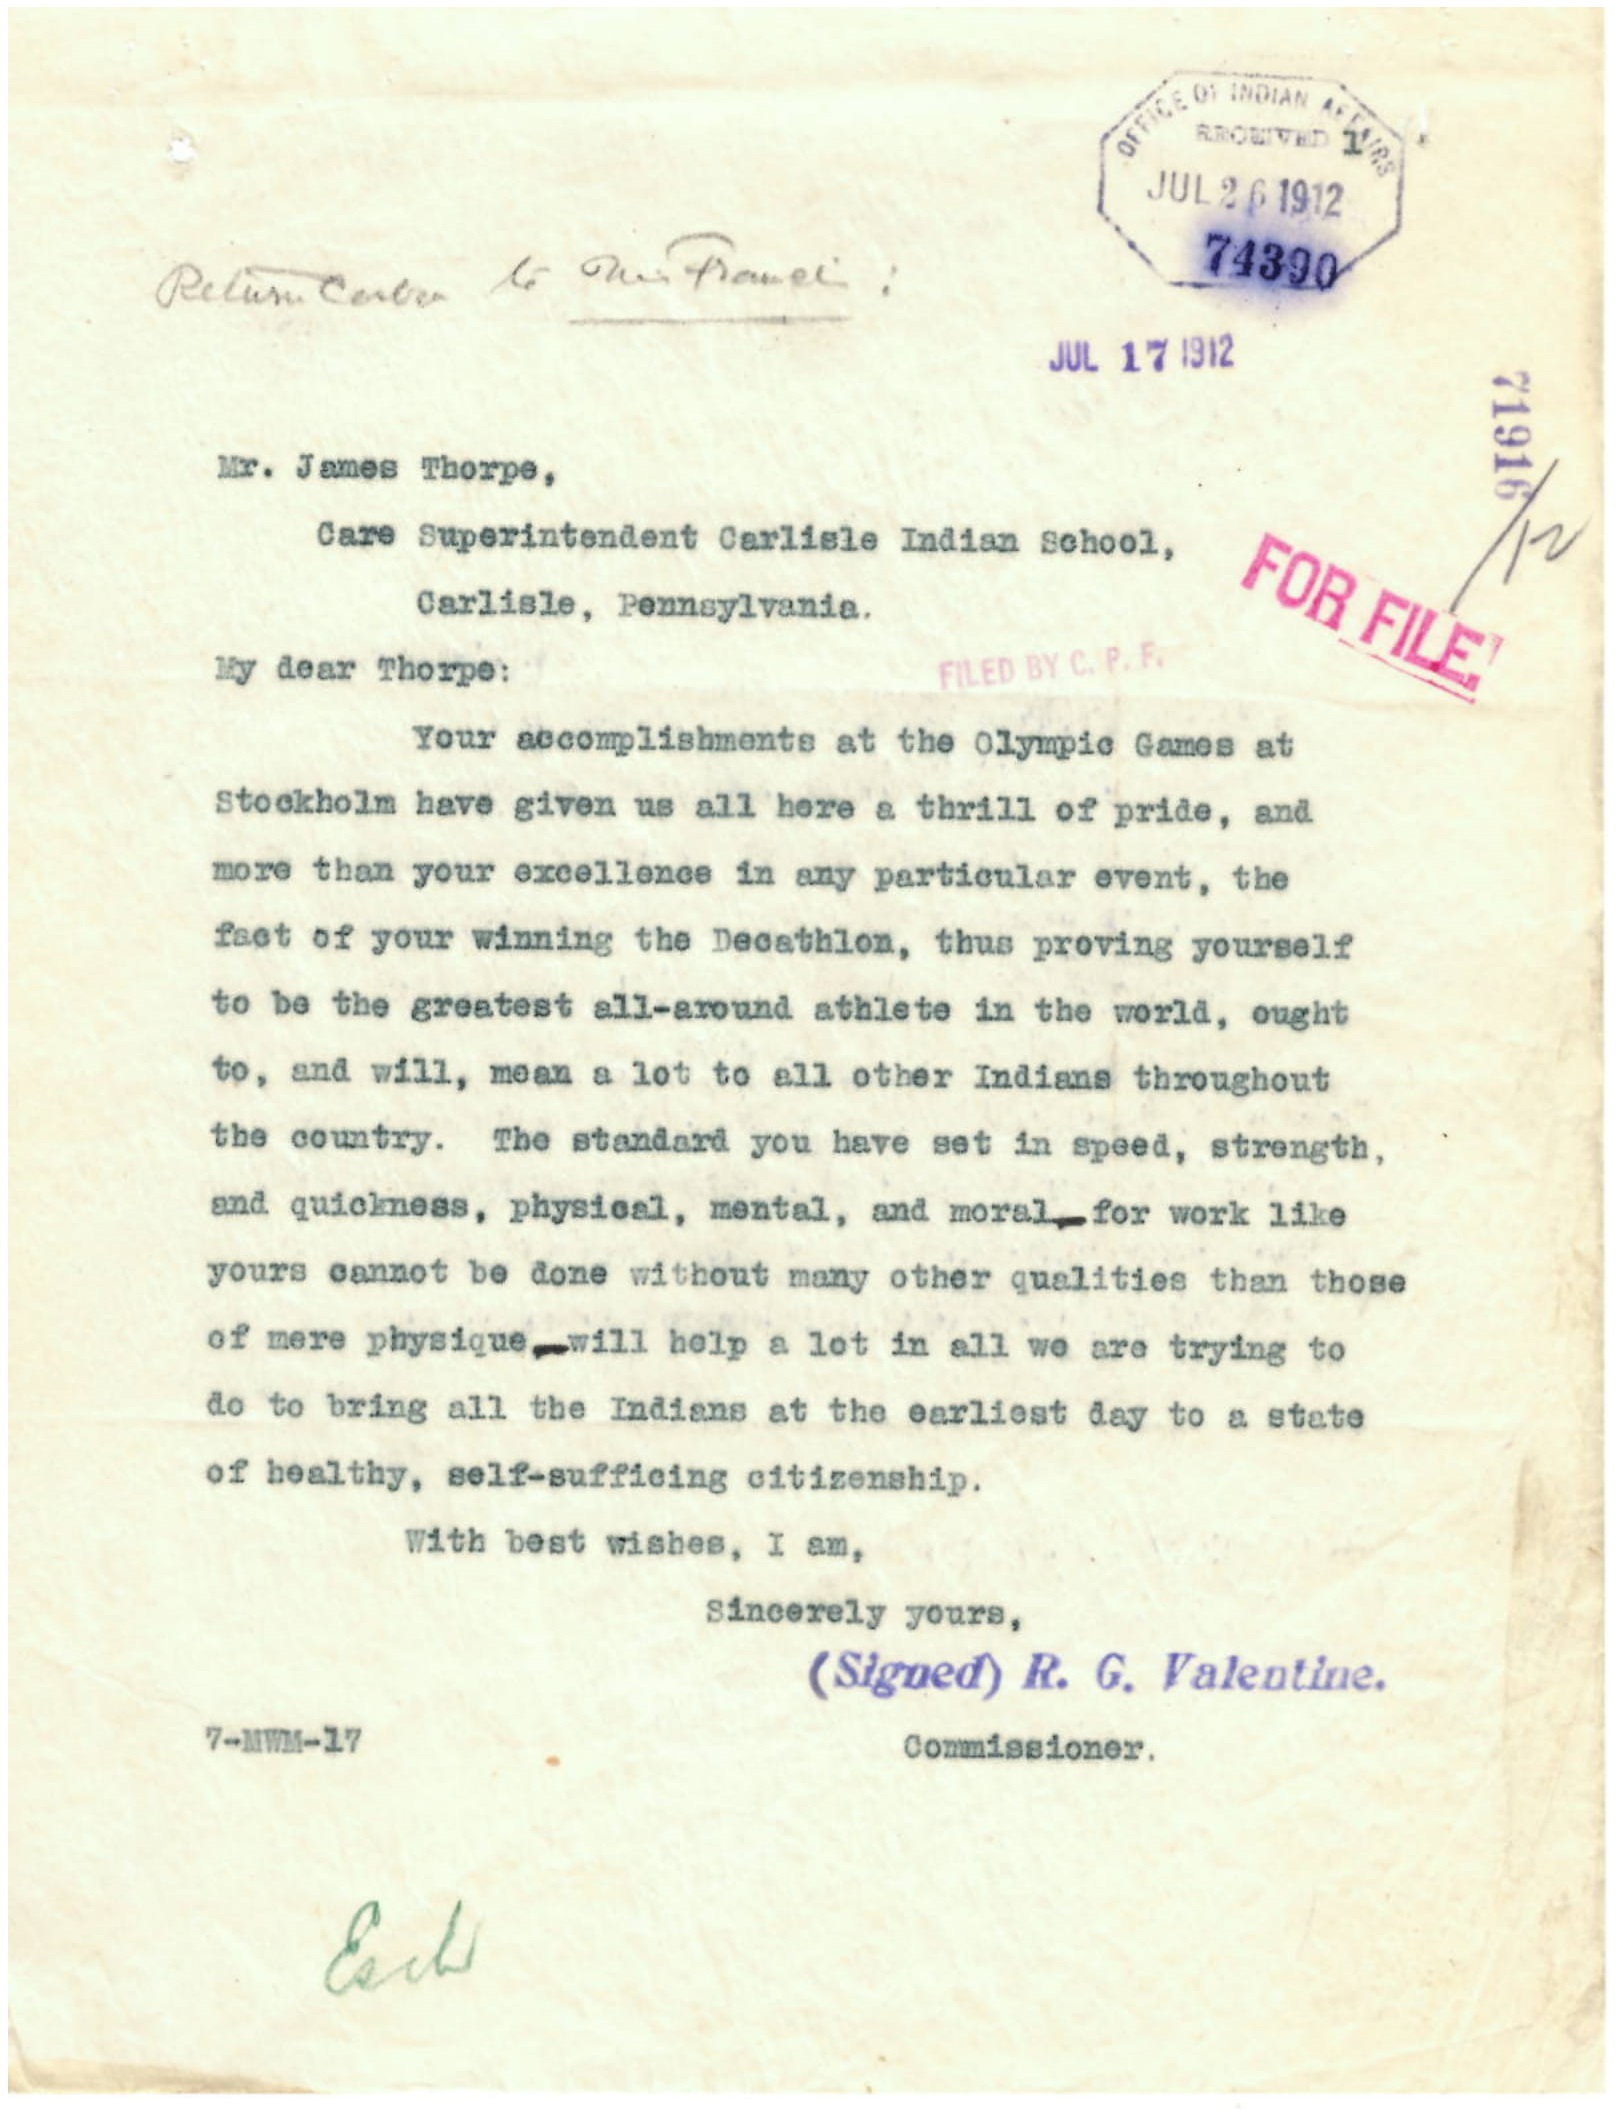 OFFICE OF INDIAN AFFAIRS
RECEIVED 1
JUL 26 1912
74390
Return Carbon to Miss Francis:
JUL 17 1912
71916/12
Mr. James Thorpe,
Care Superintendent Carlisle Indian School,
FOR FILE
Carlisle, Pennsylvania.
My dear Thorpe:
FILED BY C. P. F.
Your accomplishments at the Olympic Games at
Stockholm have given us all here a thrill of pride, and
more than your excellence in any particular event, the
fact of your winning the Decathlon, thus proving yourself
to be the greatest all-around athlete in the world, ought
to, and will, mean a lot to all other Indians throughout
the country. The standard you have set in speed, strength,
and quickness, physical, mental, and moral,—for work like
yours cannot be done without many other qualities than those
of mere physique,—will help a lot in all we are trying to
do to bring all the Indians at the earliest day to a state
of healthy, self-sufficing citizenship.
With best wishes, I am,
Sincerely yours,
(Signed) R. G. Valentine.
7-MWM-17
Commissioner.